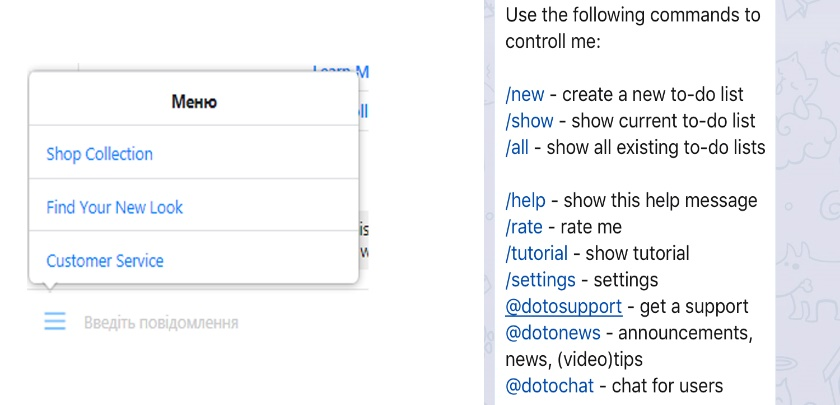 Learn M
Меню
Shop Collection
Find Your New Look
Customer Service
Введіть повідомлення
Use the following commands to
controll me:
/new - create a new to-do list
/show - show current to-do list
/all - show all existing to-do lists
/help - show this help message
/rate - rate me
/tutorial - show tutorial
/settings - settings
@dotosupport - get a support
@dotonews - announcements,
news, (video)tips
@dotochat - chat for users